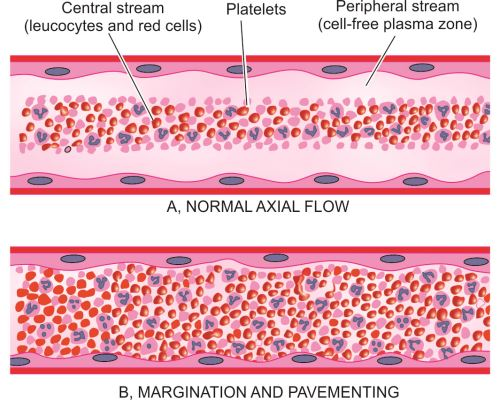 Central stream
(leucocytes and red cells)
Platelets
Peripheral stream
(cell-free plasma zone)
A, NORMAL AXIAL FLOW
B, MARGINATION AND PAVEMENTING